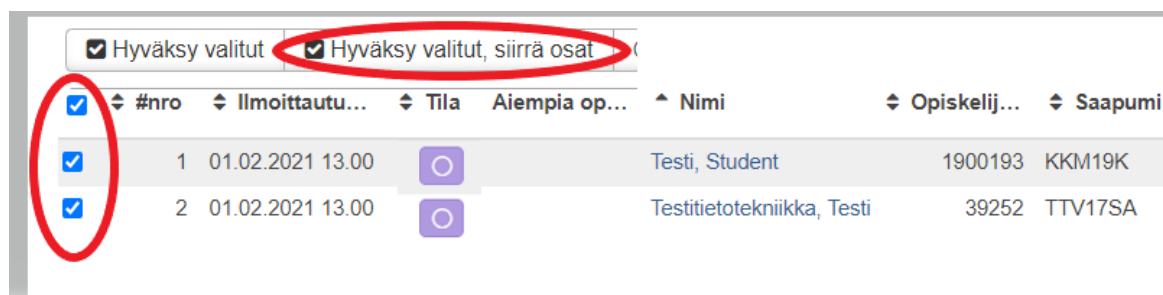 Hyväksy valitut Hyväksy valitut, siirrä osat
#nro Ilmoittautu... Tila Aiempia op... Nimi Opiskelij... Saapumi
1 01.02.2021 13.00 Testi, Student 1900193 KKM19K
2 01.02.2021 13.00 Testitietotekniikka, Testi 39252 TTV17SA